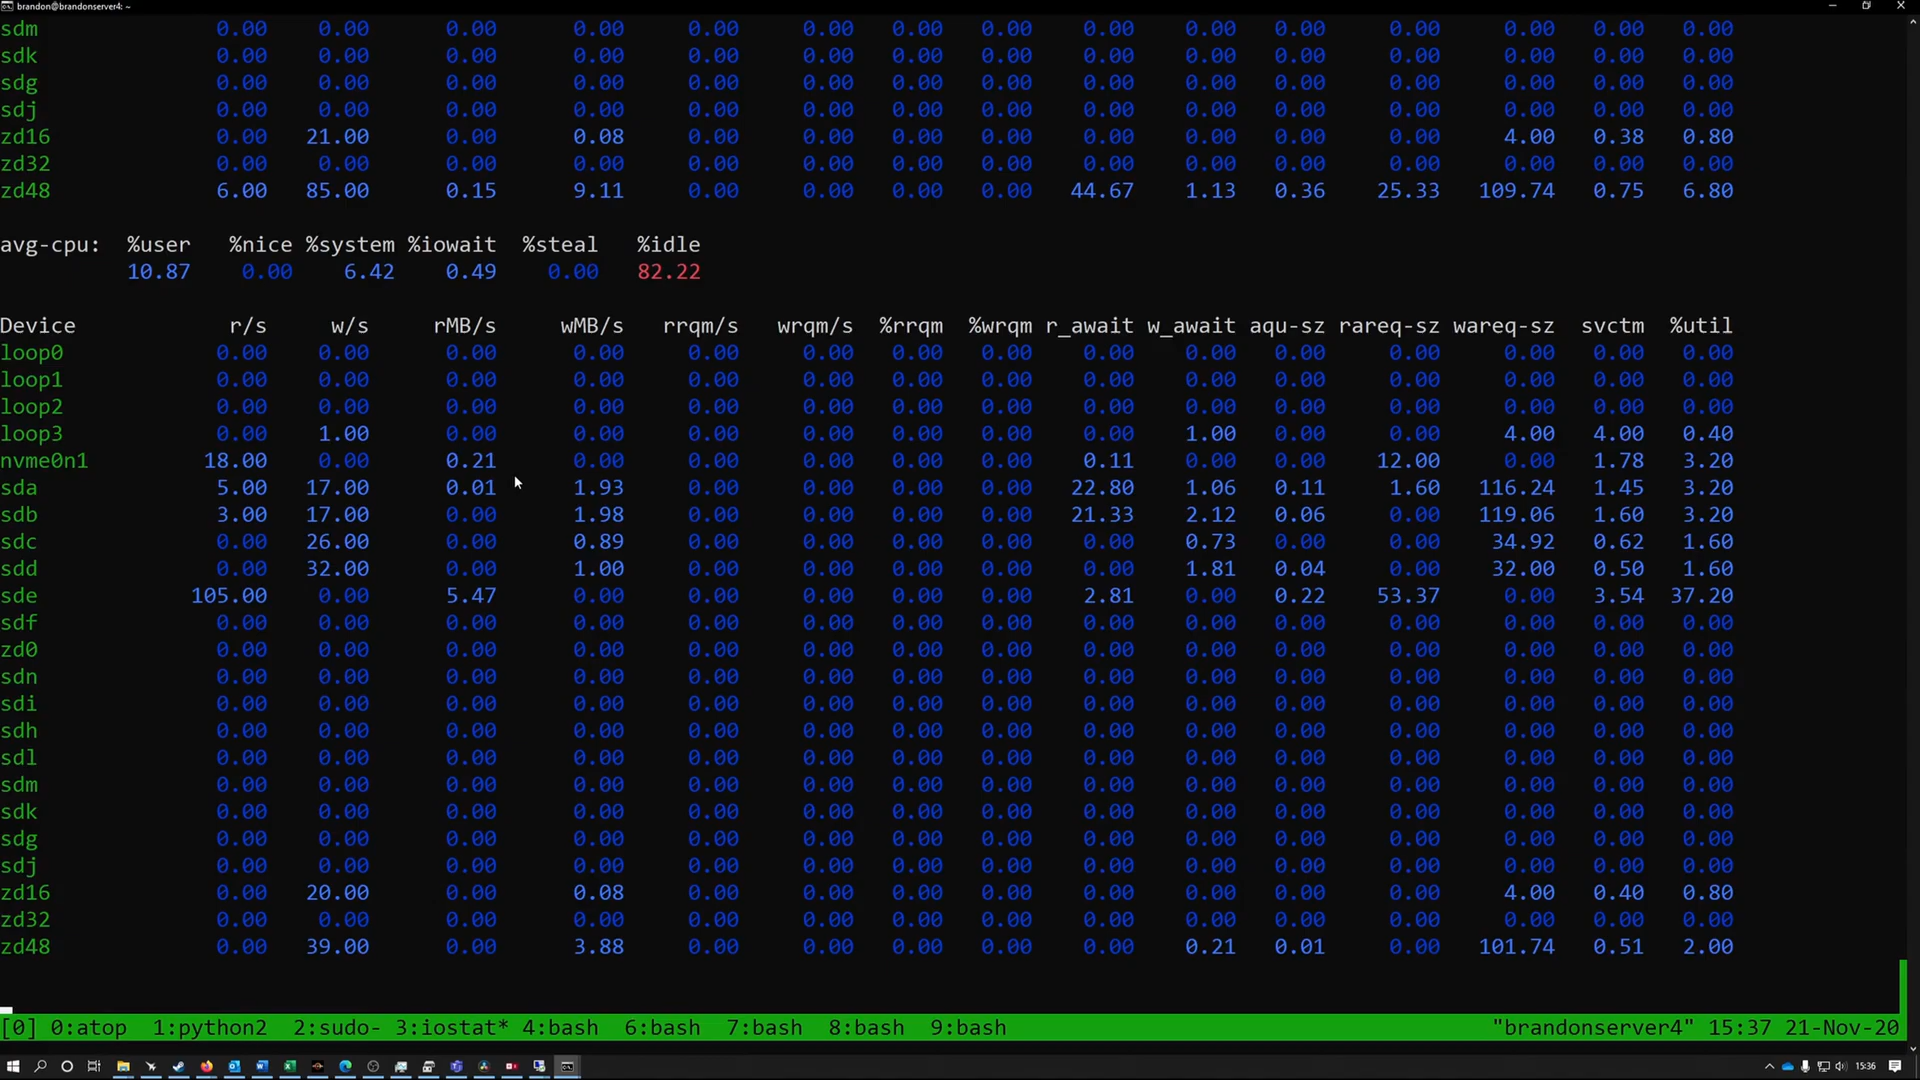 brandon@brandonserver4: ~
sdm 0.00 0.00 0.00 0.00 0.00 0.00 0.00 0.00 0.00 0.00 0.00 0.00 0.00 0.00 0.00
sdk 0.00 0.00 0.00 0.00 0.00 0.00 0.00 0.00 0.00 0.00 0.00 0.00 0.00 0.00 0.00
sdg 0.00 0.00 0.00 0.00 0.00 0.00 0.00 0.00 0.00 0.00 0.00 0.00 0.00 0.00 0.00
sdj 0.00 0.00 0.00 0.00 0.00 0.00 0.00 0.00 0.00 0.00 0.00 0.00 0.00 0.00 0.00
zd16 0.00 21.00 0.00 0.08 0.00 0.00 0.00 0.00 0.00 0.00 0.00 0.00 4.00 0.38 0.80
zd32 0.00 0.00 0.00 0.00 0.00 0.00 0.00 0.00 0.00 0.00 0.00 0.00 0.00 0.00 0.00
zd48 6.00 85.00 0.15 9.11 0.00 0.00 0.00 0.00 44.67 1.13 0.36 25.33 109.74 0.75 6.80
avg-cpu: %user %nice %system %iowait %steal %idle
10.87 0.00 6.42 0.49 0.00 82.22
Device r/s w/s rMB/s wMB/s rrqm/s wrqm/s %rrqm %wrqm r_await w_await aqu-sz rareq-sz wareq-sz svctm %util
loop0 0.00 0.00 0.00 0.00 0.00 0.00 0.00 0.00 0.00 0.00 0.00 0.00 0.00 0.00 0.00
loop1 0.00 0.00 0.00 0.00 0.00 0.00 0.00 0.00 0.00 0.00 0.00 0.00 0.00 0.00 0.00
loop2 0.00 0.00 0.00 0.00 0.00 0.00 0.00 0.00 0.00 0.00 0.00 0.00 0.00 0.00 0.00
loop3 0.00 1.00 0.00 0.00 0.00 0.00 0.00 0.00 0.00 1.00 0.00 0.00 4.00 4.00 0.40
nvme0n1 18.00 0.00 0.21 0.00 0.00 0.00 0.00 0.00 0.11 0.00 0.00 12.00 0.00 1.78 3.20
sda 5.00 17.00 0.01 1.93 0.00 0.00 0.00 0.00 22.80 1.06 0.11 1.60 116.24 1.45 3.20
sdb 3.00 17.00 0.00 1.98 0.00 0.00 0.00 0.00 21.33 2.12 0.06 0.00 119.06 1.60 3.20
sdc 0.00 26.00 0.00 0.89 0.00 0.00 0.00 0.00 0.00 0.73 0.00 0.00 34.92 0.62 1.60
sdd 0.00 32.00 0.00 1.00 0.00 0.00 0.00 0.00 0.00 1.81 0.04 0.00 32.00 0.50 1.60
sde 105.00 0.00 5.47 0.00 0.00 0.00 0.00 0.00 2.81 0.00 0.22 53.37 0.00 3.54 37.20
sdf 0.00 0.00 0.00 0.00 0.00 0.00 0.00 0.00 0.00 0.00 0.00 0.00 0.00 0.00 0.00
zd0 0.00 0.00 0.00 0.00 0.00 0.00 0.00 0.00 0.00 0.00 0.00 0.00 0.00 0.00 0.00
sdn 0.00 0.00 0.00 0.00 0.00 0.00 0.00 0.00 0.00 0.00 0.00 0.00 0.00 0.00 0.00
sdi 0.00 0.00 0.00 0.00 0.00 0.00 0.00 0.00 0.00 0.00 0.00 0.00 0.00 0.00 0.00
sdh 0.00 0.00 0.00 0.00 0.00 0.00 0.00 0.00 0.00 0.00 0.00 0.00 0.00 0.00 0.00
sdl 0.00 0.00 0.00 0.00 0.00 0.00 0.00 0.00 0.00 0.00 0.00 0.00 0.00 0.00 0.00
sdm 0.00 0.00 0.00 0.00 0.00 0.00 0.00 0.00 0.00 0.00 0.00 0.00 0.00 0.00 0.00
sdk 0.00 0.00 0.00 0.00 0.00 0.00 0.00 0.00 0.00 0.00 0.00 0.00 0.00 0.00 0.00
sdg 0.00 0.00 0.00 0.00 0.00 0.00 0.00 0.00 0.00 0.00 0.00 0.00 0.00 0.00 0.00
sdj 0.00 0.00 0.00 0.00 0.00 0.00 0.00 0.00 0.00 0.00 0.00 0.00 0.00 0.00 0.00
zd16 0.00 20.00 0.00 0.08 0.00 0.00 0.00 0.00 0.00 0.00 0.00 0.00 4.00 0.40 0.80
zd32 0.00 0.00 0.00 0.00 0.00 0.00 0.00 0.00 0.00 0.00 0.00 0.00 0.00 0.00 0.00
zd48 0.00 39.00 0.00 3.88 0.00 0.00 0.00 0.00 0.00 0.21 0.01 0.00 101.74 0.51 2.00
[0] 0:atop 1:python2 2:sudo- 3:iostat* 4:bash 6:bash 7:bash 8:bash 9:bash "brandonserver4" 15:37 21-Nov-20
15:36